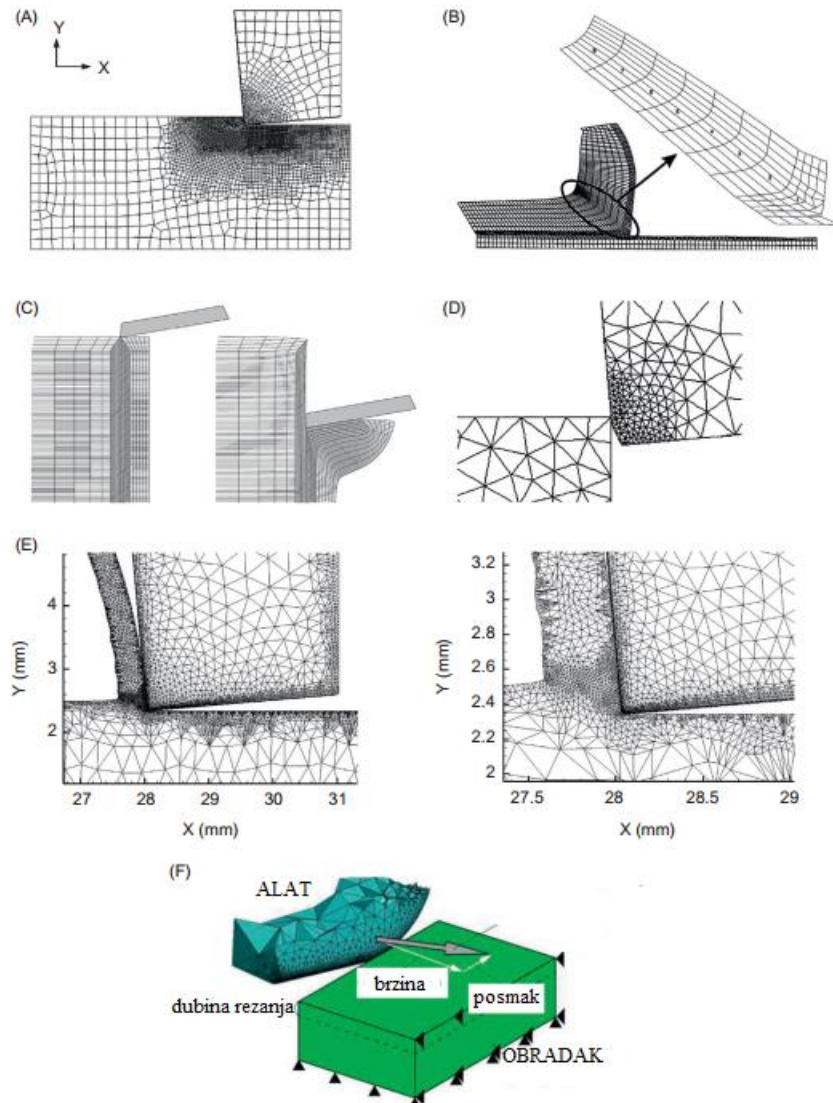 (A)
Y
X
(B)
(C)
(D)
(E)
4
3
2
Y (mm)
27 28 29 30 31
X (mm)
3.2
3
2.8
2.6
2.4
2.2
2
Y (mm)
27.5 28 28.5 29
X (mm)
(F)
ALAT
brzina
posmak
dubina rezanja
OBRADAK